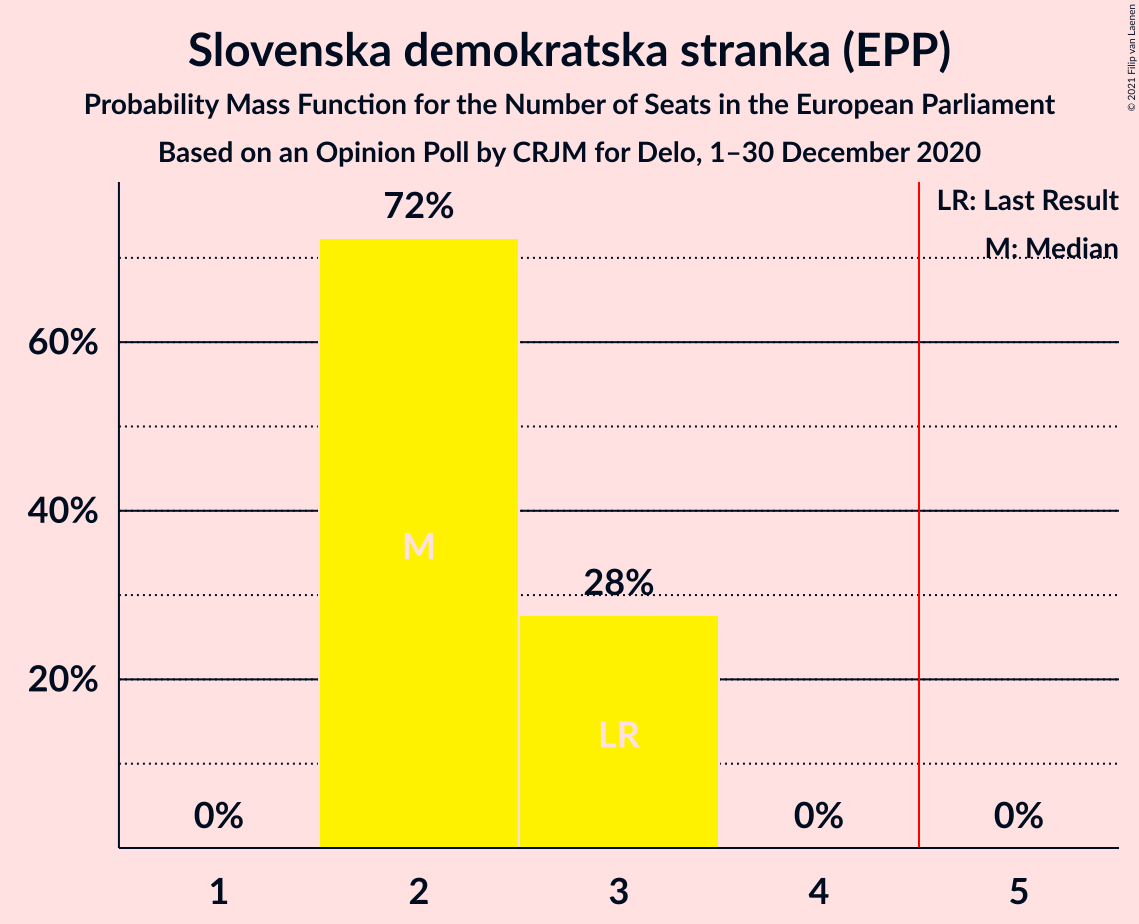 Slovenska demokratska stranka (EPP)
Probability Mass Function for the Number of Seats in the European Parliament
Based on an Opinion Poll by CRJM for Delo, 1–30 December 2020
© 2021 Filip van Laenen
LR: Last Result
M: Median
72%
60%
40%
M
28%
20%
LR
0%
0%
0%
1
2
3
4
5